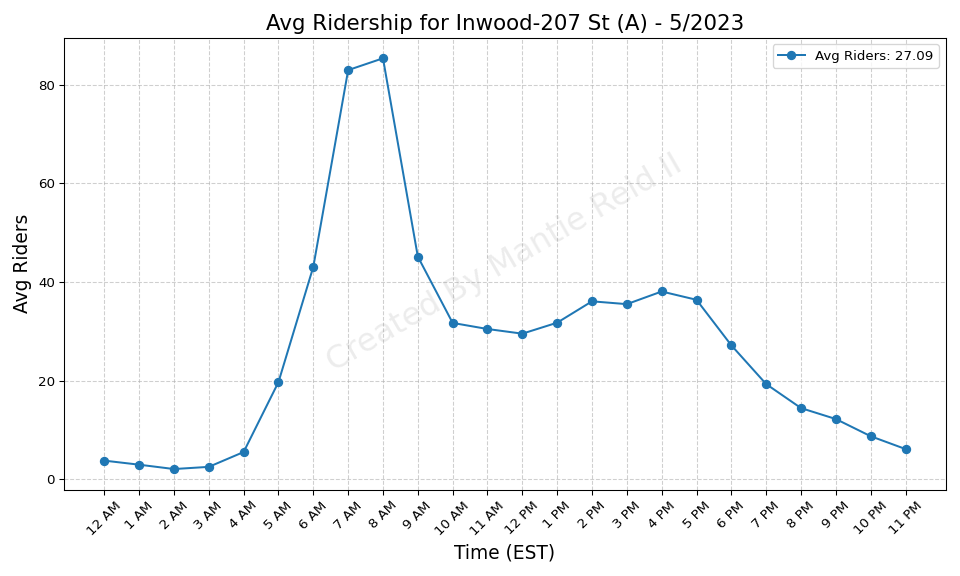 Avg Ridership for Inwood-207 St (A) - 5/2023
Avg Riders: 27.09
Avg Riders
80
60
40
20
0
Created By Mantie Reid II
12 AM
1 AM
2 AM
3 AM
4 AM
5 AM
6 AM
7 AM
8 AM
9 AM
10 AM
11 AM
12 PM
1 PM
2 PM
3 PM
4 PM
5 PM
6 PM
7 PM
8 PM
9 PM
10 PM
11 PM
Time (EST)